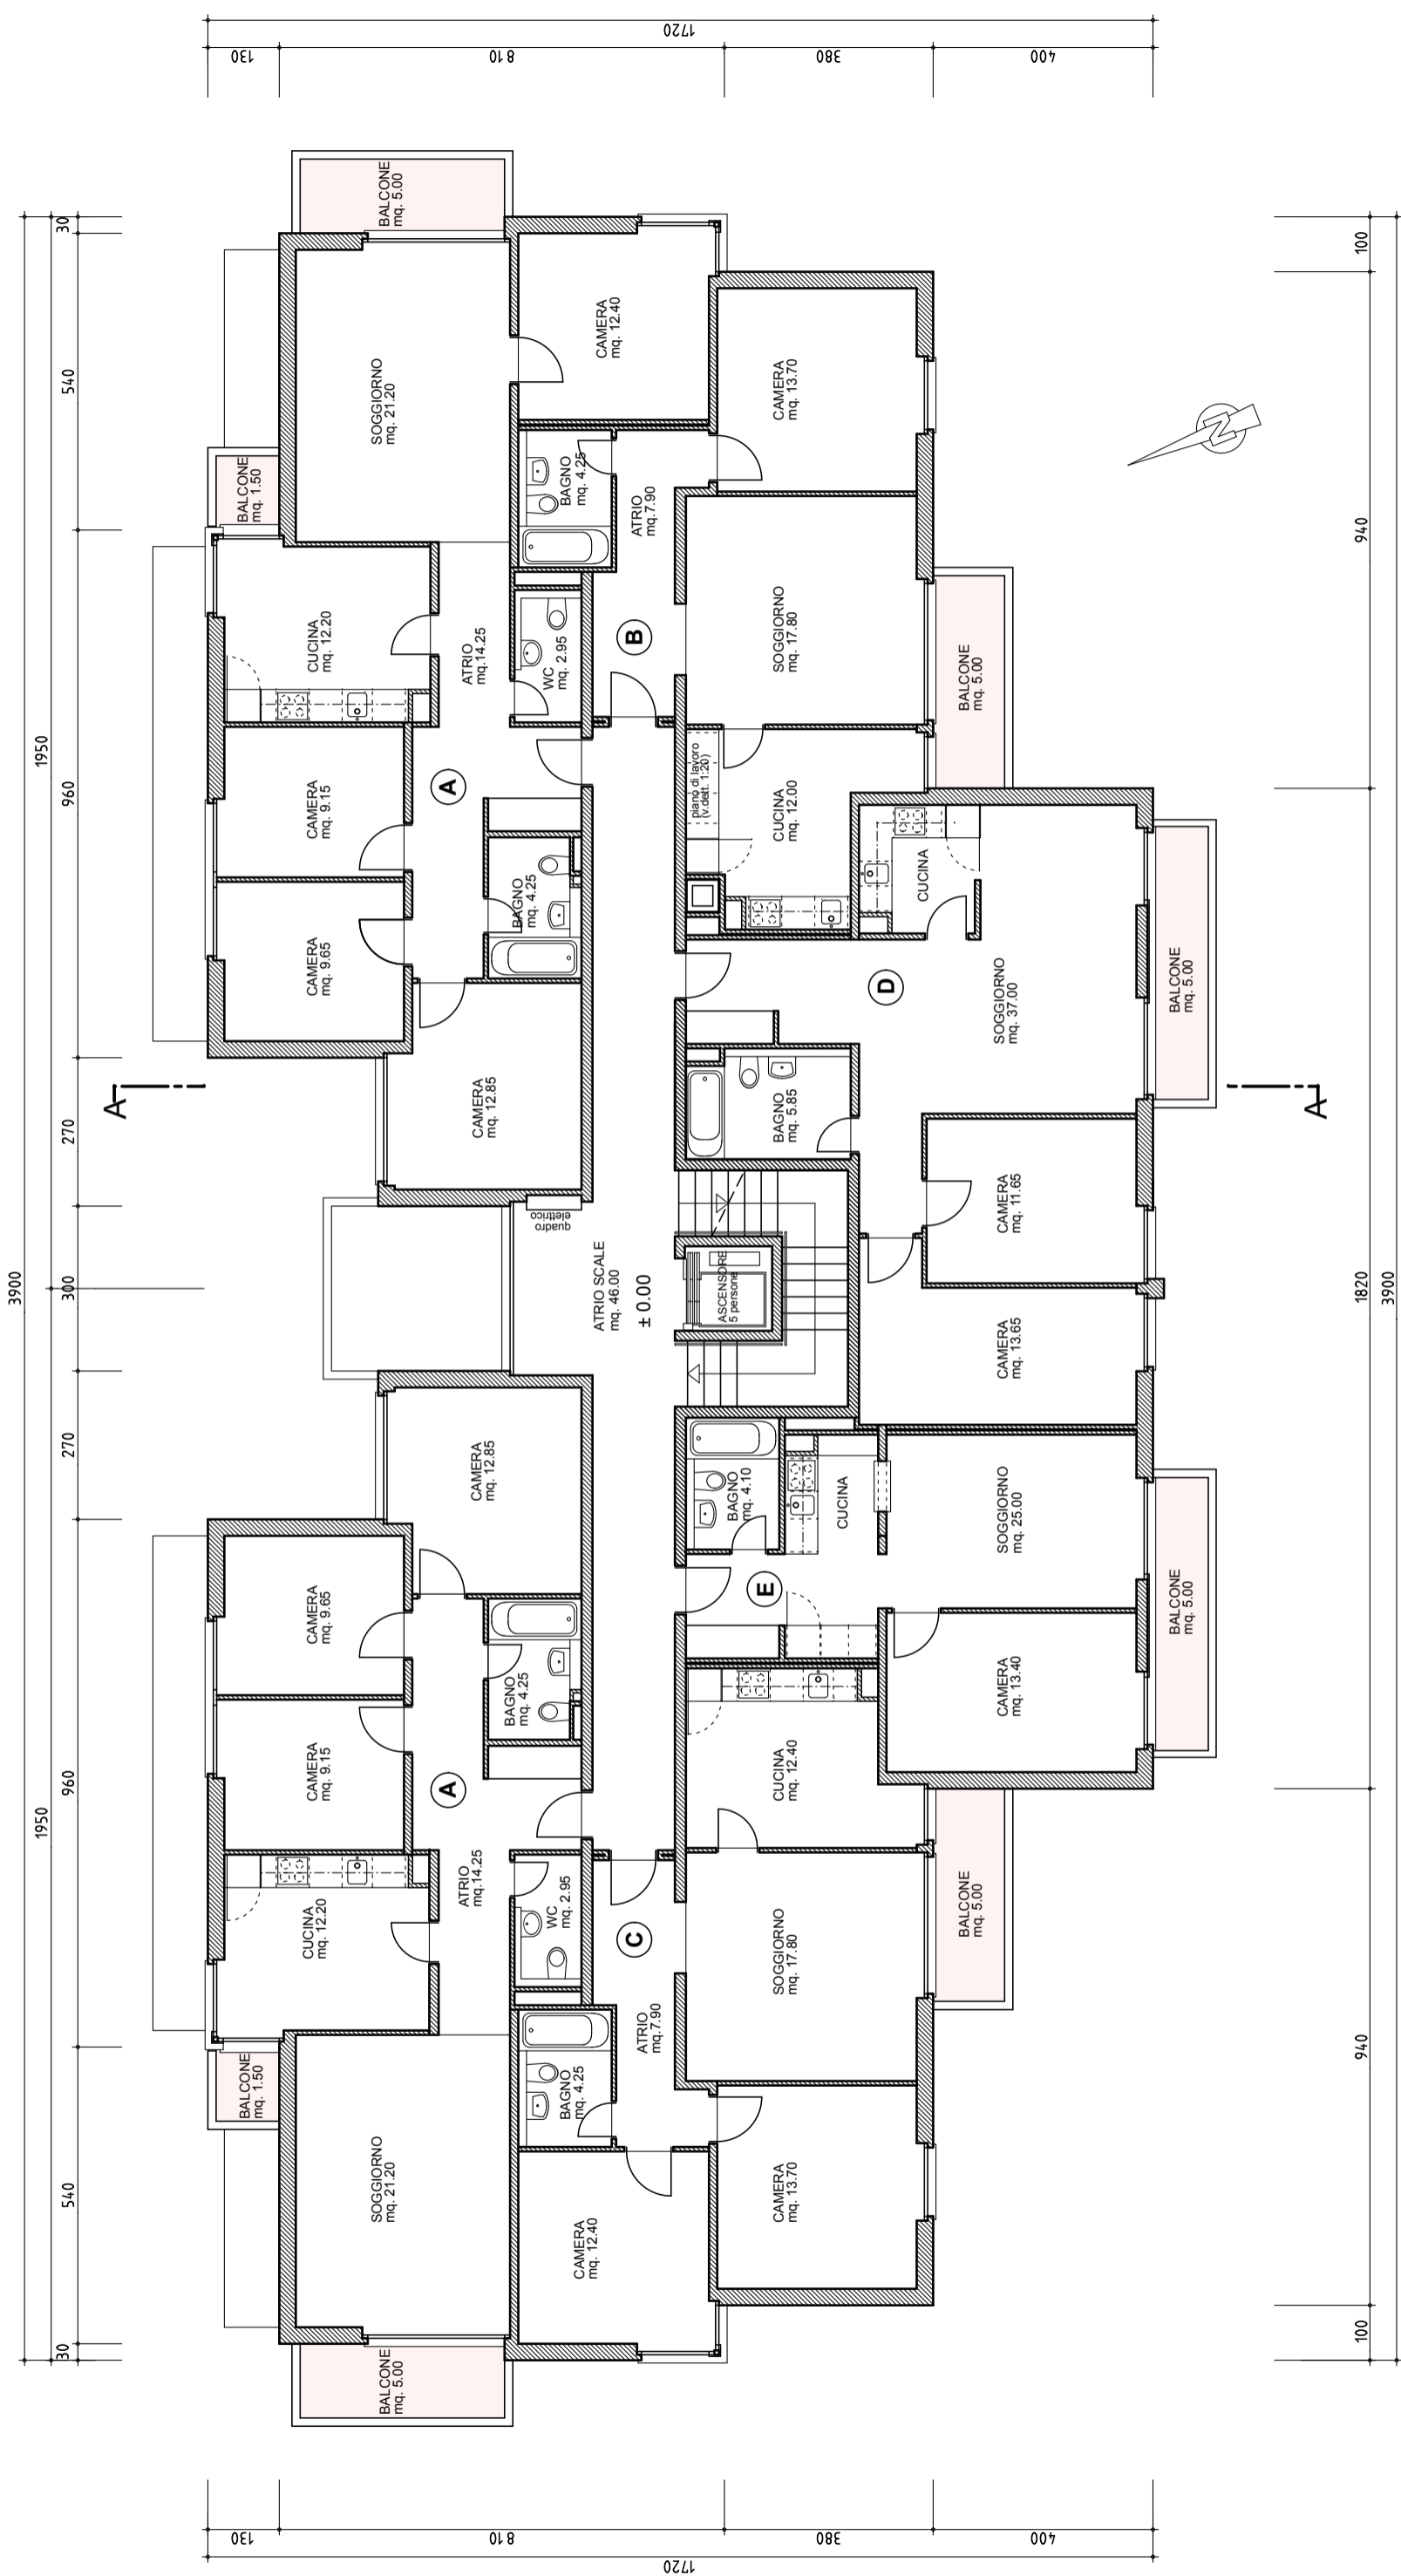 1720
130
810
380
400
3900
1950
30
540
960
270
300
270
960
1950
540
30
100
940
1820
3900
940
100
BALCONE
mq. 5.00
SOGGIORNO
mq. 21.20
CAMERA
mq. 12.40
CAMERA
mq. 13.70
BALCONE
mq. 1.50
BAGNO
mq. 4.25
ATRIO
mq.7.90
N
CUCINA
mq. 12.20
ATRIO
mq.14.25
WC
mq. 2.95
B
SOGGIORNO
mq. 17.80
BALCONE
mq. 5.00
CAMERA
mq. 9.15
A
piano di lavoro
(v.dett. 1:20)
CUCINA
mq. 12.00
CUCINA
BAGNO
mq. 4.25
CAMERA
mq. 9.65
D
SOGGIORNO
mq. 37.00
BALCONE
mq. 5.00
A
A
CAMERA
mq. 12.85
BAGNO
mq. 5.85
CAMERA
mq. 11.65
quadro
elettrico
ATRIO SCALE
mq. 46.00
± 0.00
ASCENSORE
5 persone
CAMERA
mq. 13.65
CAMERA
mq. 12.85
BAGNO
mq. 4.10
CUCINA
SOGGIORNO
mq. 25.00
E
BALCONE
mq. 5.00
CAMERA
mq. 9.65
BAGNO
mq. 4.25
CAMERA
mq. 13.40
CAMERA
mq. 9.15
A
CUCINA
mq. 12.40
BALCONE
mq. 5.00
CUCINA
mq. 12.20
ATRIO
mq.14.25
WC
mq. 2.95
C
SOGGIORNO
mq. 17.80
BALCONE
mq. 1.50
BAGNO
mq. 4.25
ATRIO
mq.7.90
SOGGIORNO
mq. 21.20
CAMERA
mq. 12.40
CAMERA
mq. 13.70
BALCONE
mq. 5.00
130
810
380
400
1720